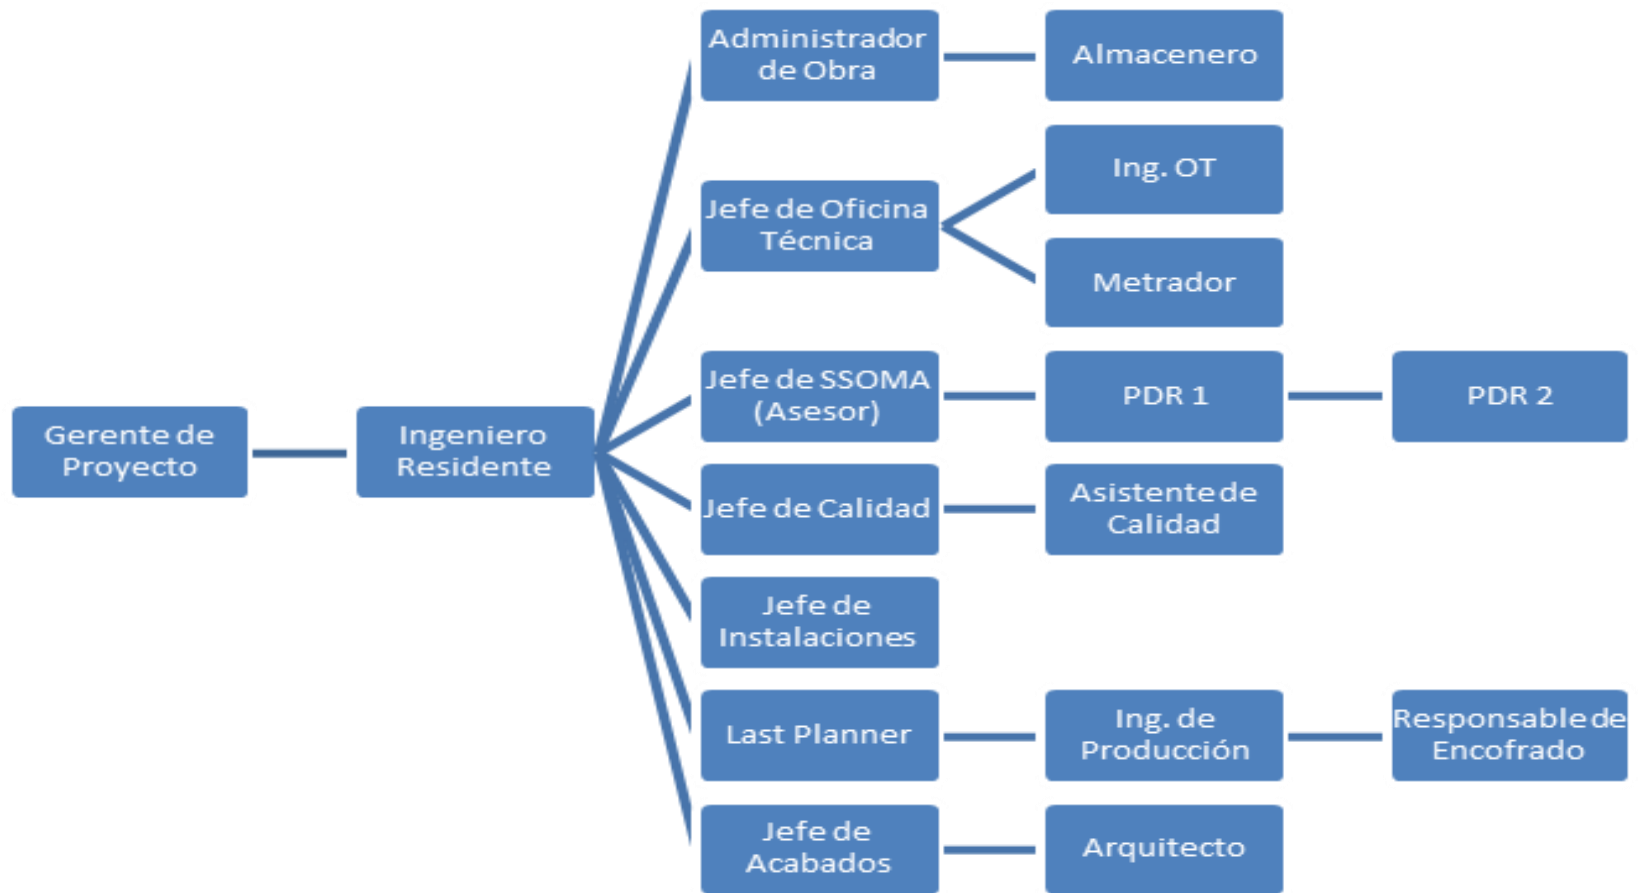 Gerente de
Proyecto
Ingeniero
Residente
Administrador
de Obra
Almacenero
Jefe de Oficina
Técnica
Ing. OT
Metrador
Jefe de SSOMA
(Asesor)
PDR 1
PDR 2
Jefe de Calidad
Asistente de
Calidad
Jefe de
Instalaciones
Last Planner
Ing. de
Producción
Responsable de
Encofrado
Jefe de
Acabados
Arquitecto